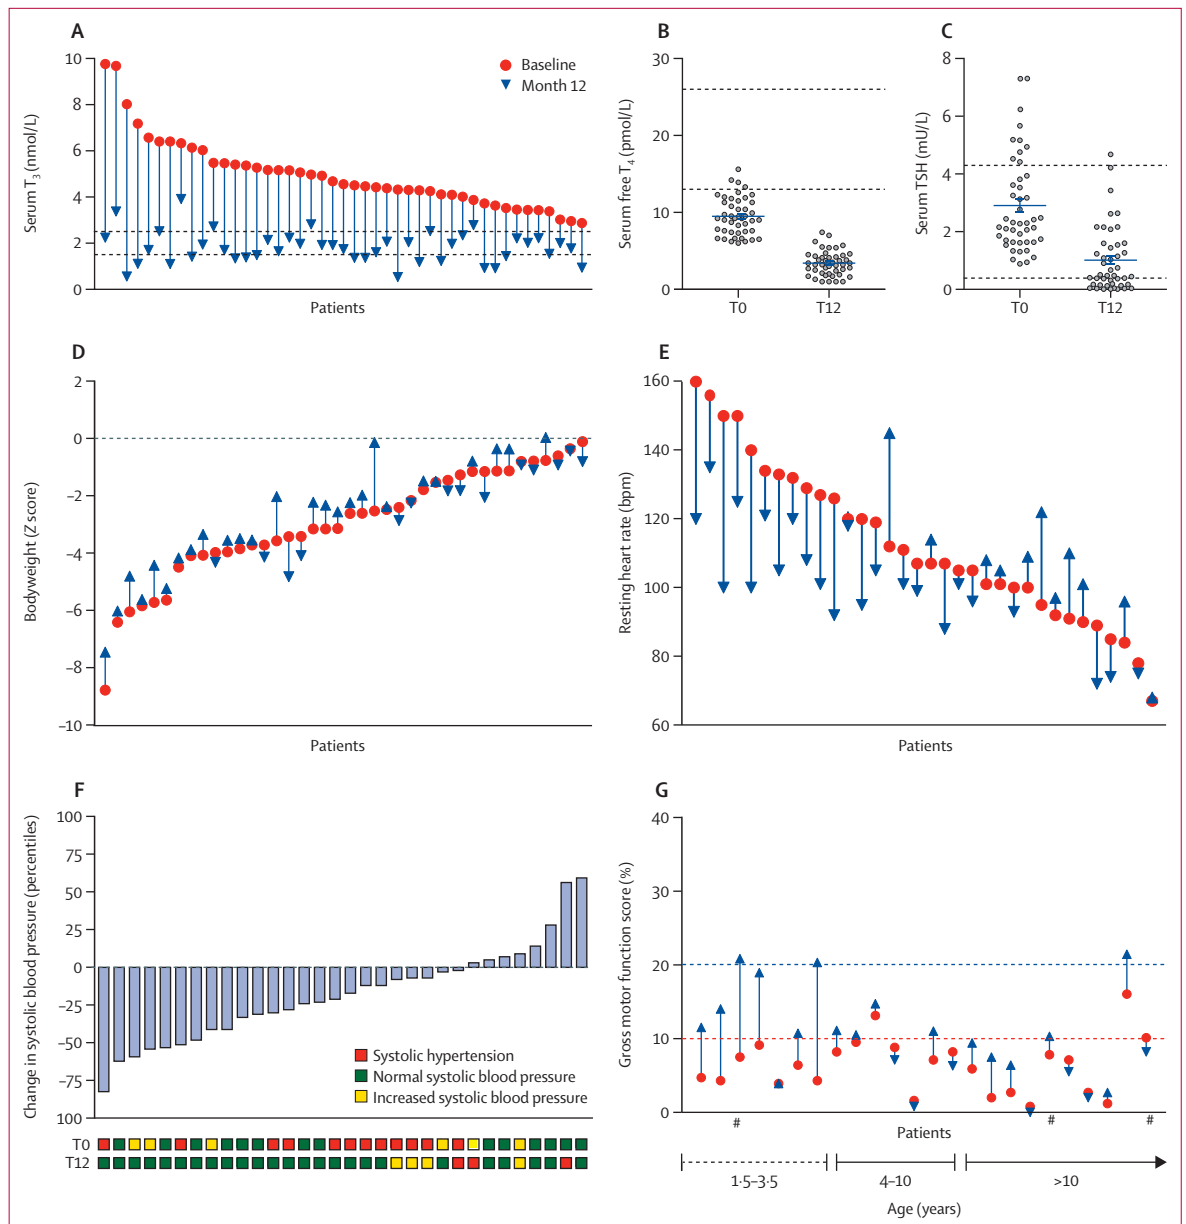 A
Serum T3 (nmol/L)
10
8
6
4
2
0
Baseline
Month 12
Patients
B
Serum free T4 (pmol/L)
30
20
10
0
T0
T12
C
Serum TSH (mU/L)
8
6
4
2
0
T0
T12
D
Bodyweight (Z score)
2
0
–2
–4
–6
–8
–10
Patients
E
Resting heart rate (bpm)
160
140
120
100
80
60
Patients
F
Change in systolic blood pressure (percentiles)
100
75
50
25
0
–25
–50
–75
100
Systolic hypertension
Normal systolic blood pressure
Increased systolic blood pressure
T0
T12
G
Gross motor function score (%)
40
30
20
10
0
# # #
Patients
1·5–3·5 4–10 >10
Age (years)